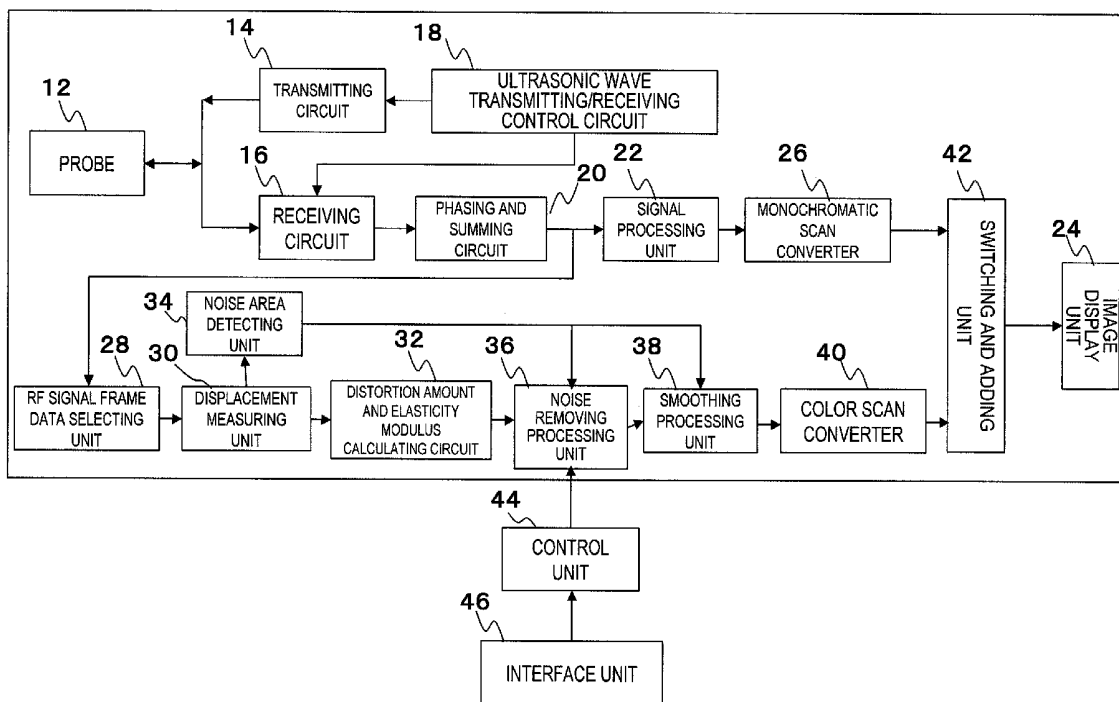 14
18
12
TRANSMITTING
CIRCUIT
ULTRASONIC WAVE
TRANSMITTING/RECEIVING
CONTROL CIRCUIT
PROBE
16
20
22
26
42
RECEIVING
CIRCUIT
PHASING AND
SUMMING
CIRCUIT
SIGNAL
PROCESSING
UNIT
MONOCHROMATIC
SCAN
CONVERTER
SWITCHING AND ADDING
UNIT
24
IMAGE
DISPLAY
UNIT
34
NOISE AREA
DETECTING
UNIT
28
30
32
36
38
40
RF SIGNAL FRAME
DATA SELECTING
UNIT
DISPLACEMENT
MEASURING
UNIT
DISTORTION AMOUNT
AND ELASTICITY
MODULUS
CALCULATING CIRCUIT
NOISE
REMOVING
PROCESSING
UNIT
SMOOTHING
PROCESSING
UNIT
COLOR SCAN
CONVERTER
44
CONTROL
UNIT
46
INTERFACE UNIT